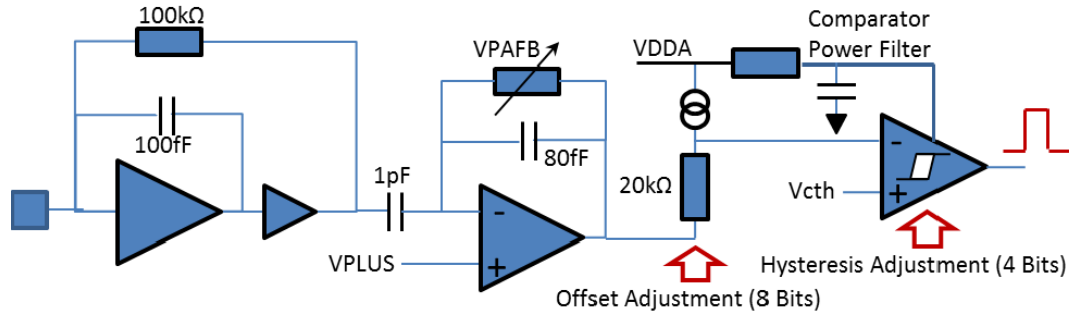 100kΩ
100fF
1pF
VPAFB
80fF
-
+
VPLUS
VDDA
20kΩ
Offset Adjustment (8 Bits)
Comparator
Power Filter
-
+
Vcth
Hysteresis Adjustment (4 Bits)